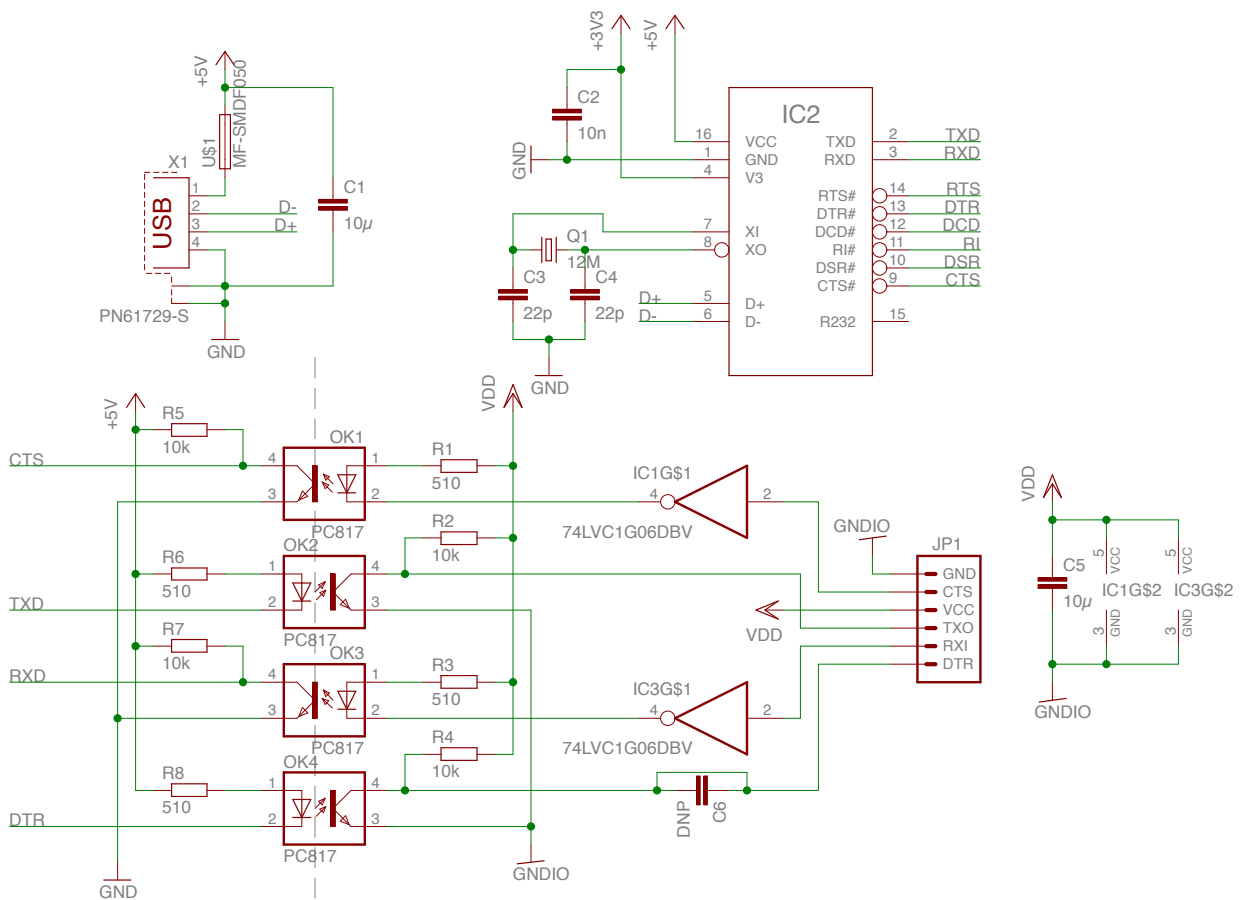 +5V
MF-SMDF050
U$1
X1
USB
1
2
3
4
D-
D+
C1
10µ
PN61729-S
GND
+3V3
+5V
C2
10n
GND
IC2
16 VCC
1 GND
4 V3
7 XI
8 XO
5 D+
6 D-
TXD 2 TXD
RXD 3 RXD
RTS# 14 RTS
DTR# 13 DTR
DCD# 12 DCD
RI# 11 RI
DSR# 10 DSR
CTS# 9 CTS
R232 15
Q1
12M
C3
22p
C4
22p
D+
D-
GND
+5V
VDD
R5
10k
CTS
OK1
4
3
1
2
PC817
R1
510
IC1G$1
4
2
74LVC1G06DBV
R2
10k
OK2
R6
510
1
2
4
3
TXD
PC817
R7
10k
RXD
OK3
4
3
1
2
PC817
R3
510
IC3G$1
4
2
74LVC1G06DBV
R4
10k
OK4
R8
510
1
2
4
3
DTR
PC817
GND
GNDIO
DNP
C6
GNDIO
VDD
JP1
GND
CTS
VCC
TXO
RXI
DTR
VDD
C5
10µ
5
VCC
IC1G$2
3
GND
5
VCC
IC3G$2
3
GND
GNDIO